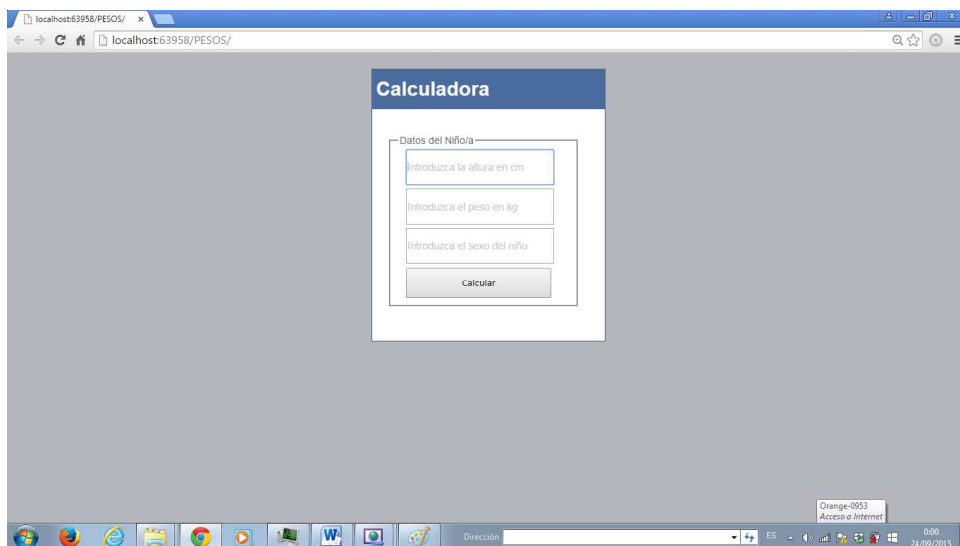 localhost:63958/PESOS/
localhost:63958/PESOS/
Calculadora
Datos del Niño/a
Introduzca la altura en cm
Introduzca el peso en kg
Introduzca el sexo del niño
Calcular
Orange-0953
Acceso a Internet
Dirección
ES
0:00
24/09/2015